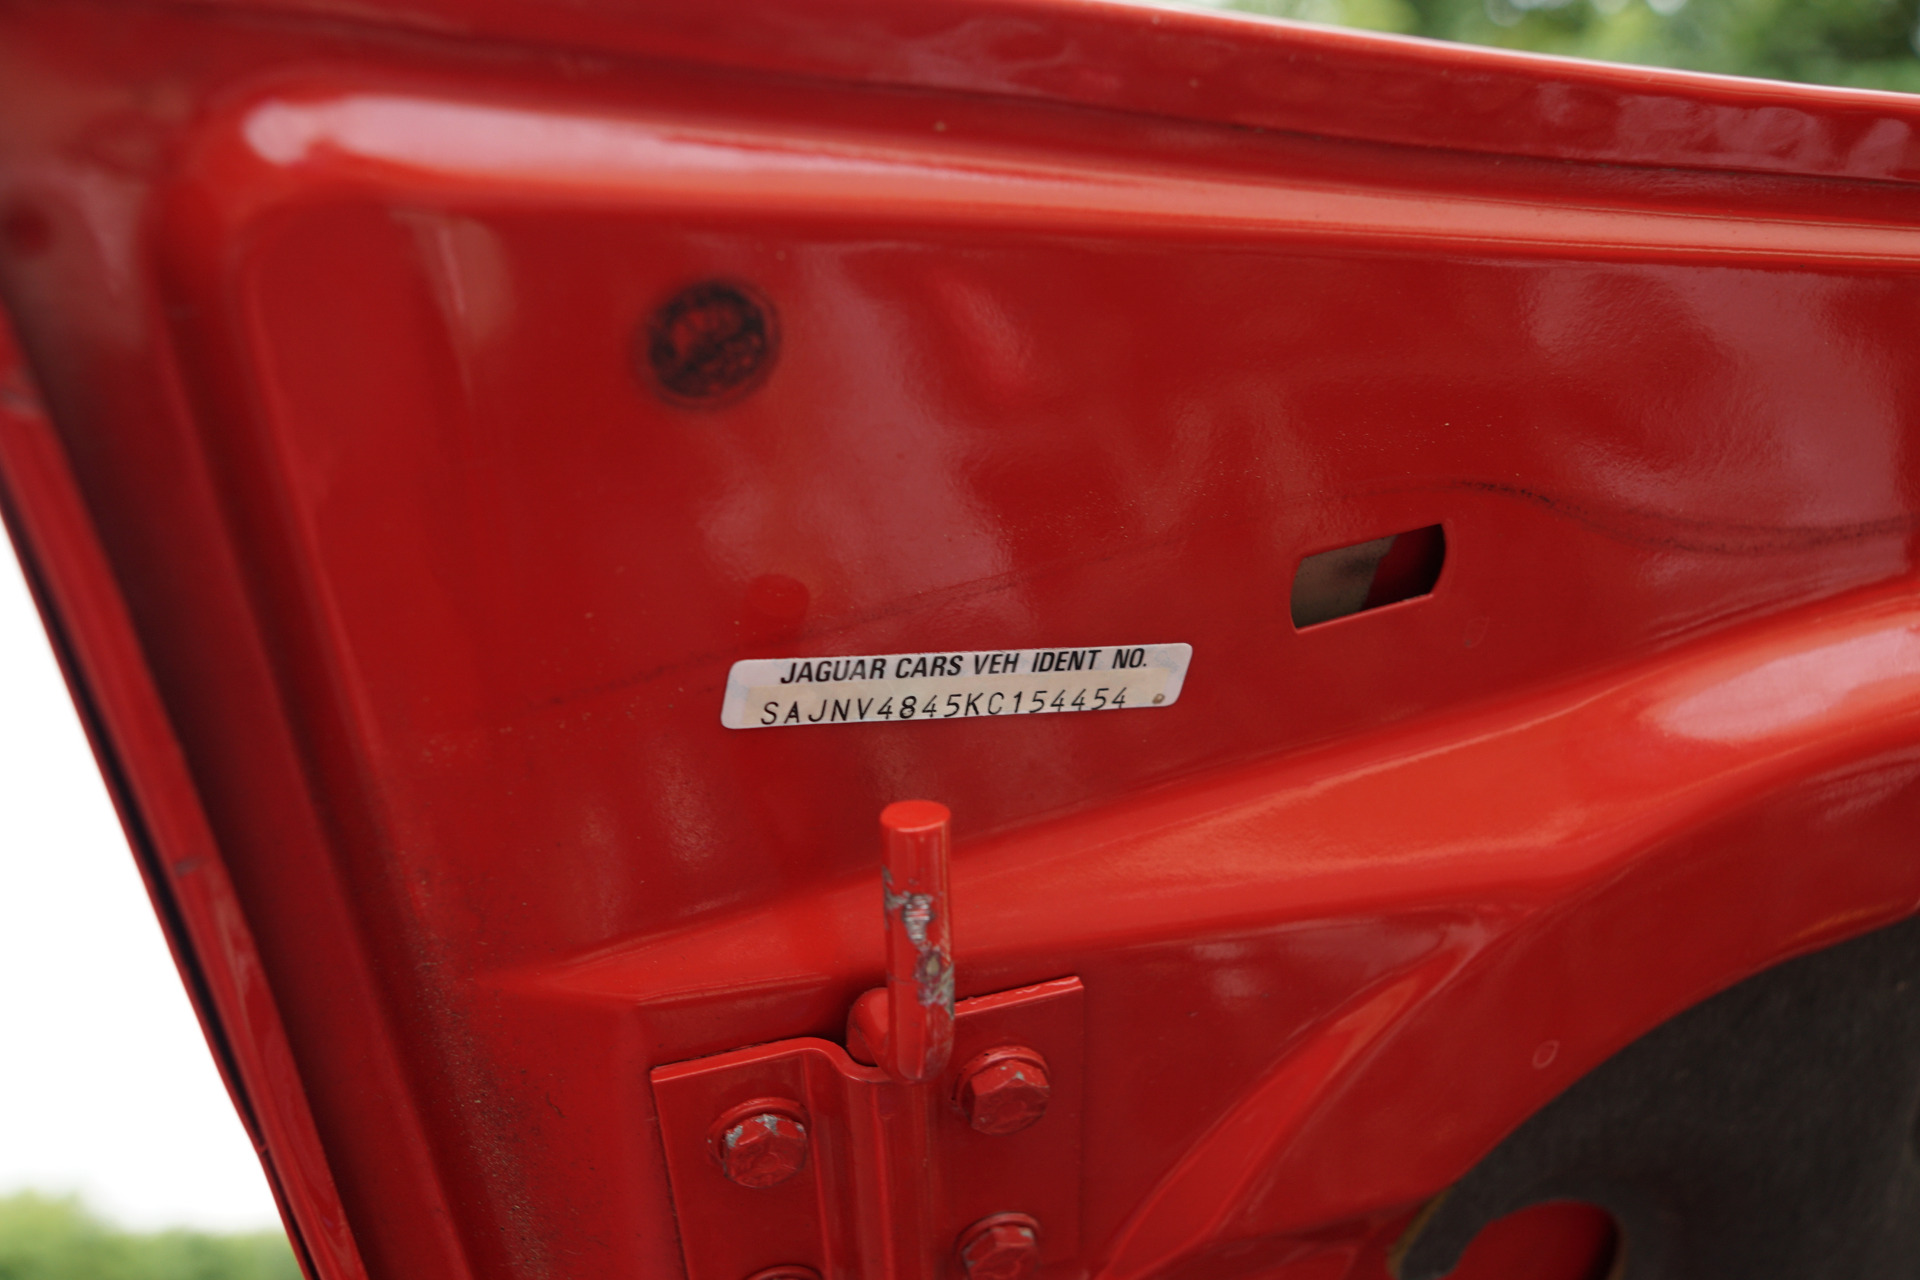 JAGUAR CARS VEH IDENT NO.
SAJNV4845KC154454